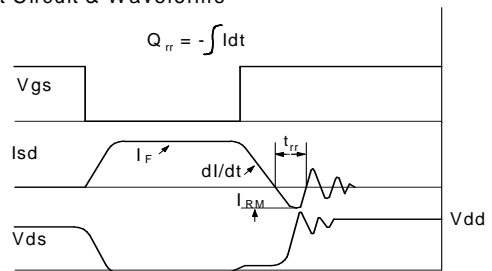 t Circuit & Waveforms
Q rr = - ∫ Idt
Vgs
Isd
I F
dI/dt
t rr
I RM
Vds
Vdd